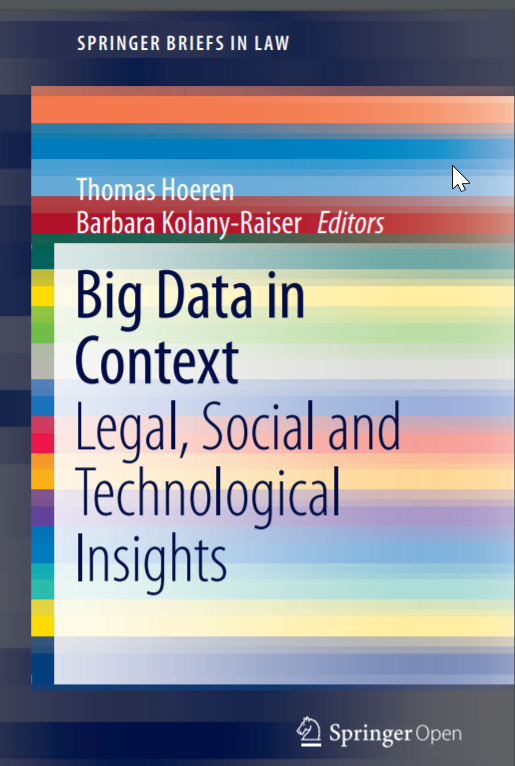 SPRINGER BRIEFS IN LAW
Thomas Hoeren
Barbara Kolany-Raiser Editors
Big Data in
Context
Legal, Social and
Technological
Insights
Springer Open